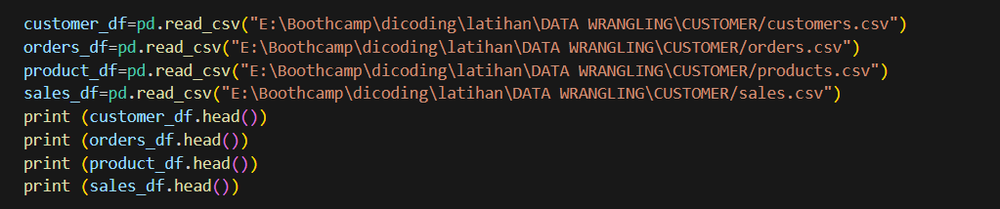 customer_df=pd.read_csv("E:\Boothcamp\dicoding\latihan\DATA WRANGLING\CUSTOMER/customers.csv")
orders_df=pd.read_csv("E:\Boothcamp\dicoding\latihan\DATA WRANGLING\CUSTOMER/orders.csv")
product_df=pd.read_csv("E:\Boothcamp\dicoding\latihan\DATA WRANGLING\CUSTOMER/products.csv")
sales_df=pd.read_csv("E:\Boothcamp\dicoding\latihan\DATA WRANGLING\CUSTOMER/sales.csv")
print (customer_df.head())
print (orders_df.head())
print (product_df.head())
print (sales_df.head())